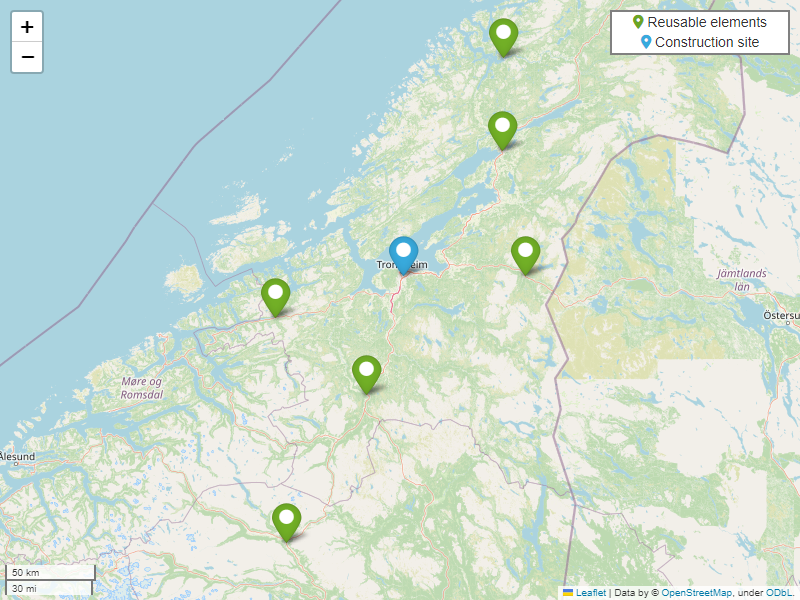 +
−
Reusable elements
Construction site
Trondheim
Jämtlands
län
Östersu
Møre og
Romsdal
Ålesund
50 km
30 mi
Leaflet | Data by © OpenStreetMap, under ODbL.